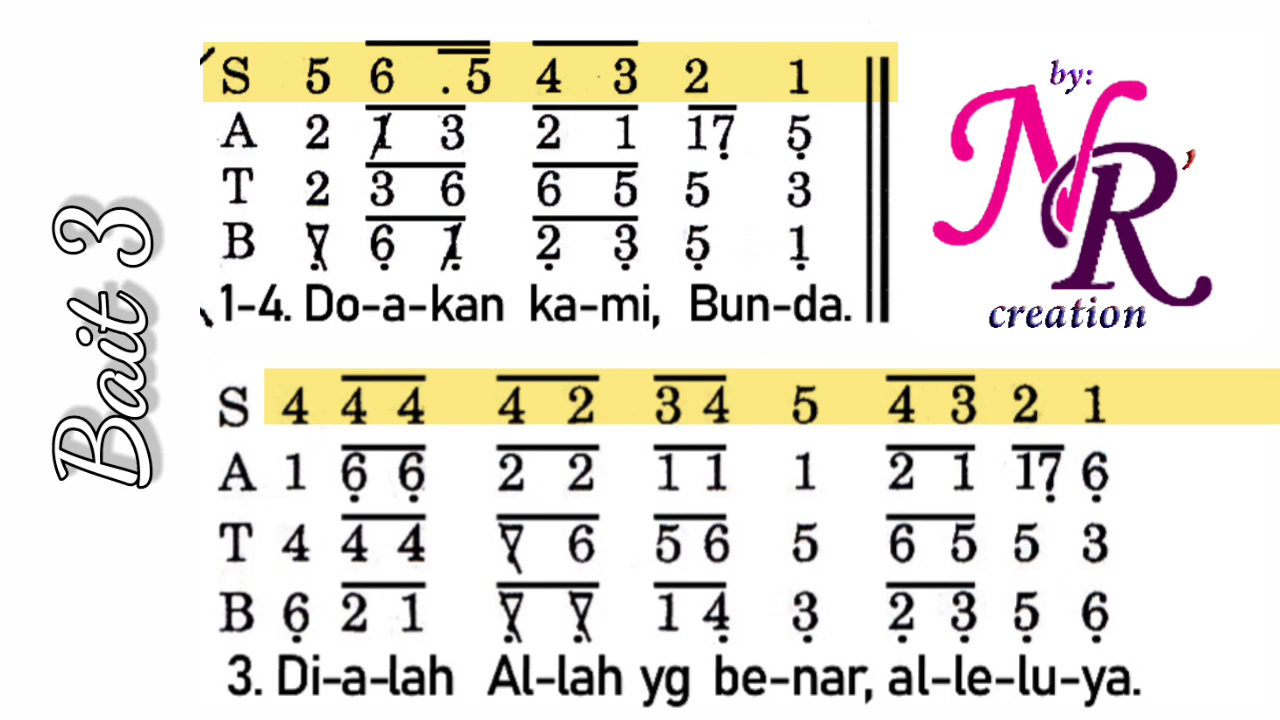 Bait 3
S 5 6 .5 4 3 2 1
A 2 1 3 2 1 17 5
T 2 3 6 6 5 5 3
B 7 6 1 2 3 5 1
1-4. Do-a-kan ka-mi, Bun-da.
by:
NR'
creation
S 4 4 4 4 2 3 4 5 4 3 2 1
A 1 6 6 2 2 1 1 1 2 1 17 6
T 4 4 4 7 6 5 6 5 6 5 5 3
B 6 2 1 7 7 1 4 3 2 3 5 6
3. Di-a-lah Al-lah yg be-nar, al-le-lu-ya.